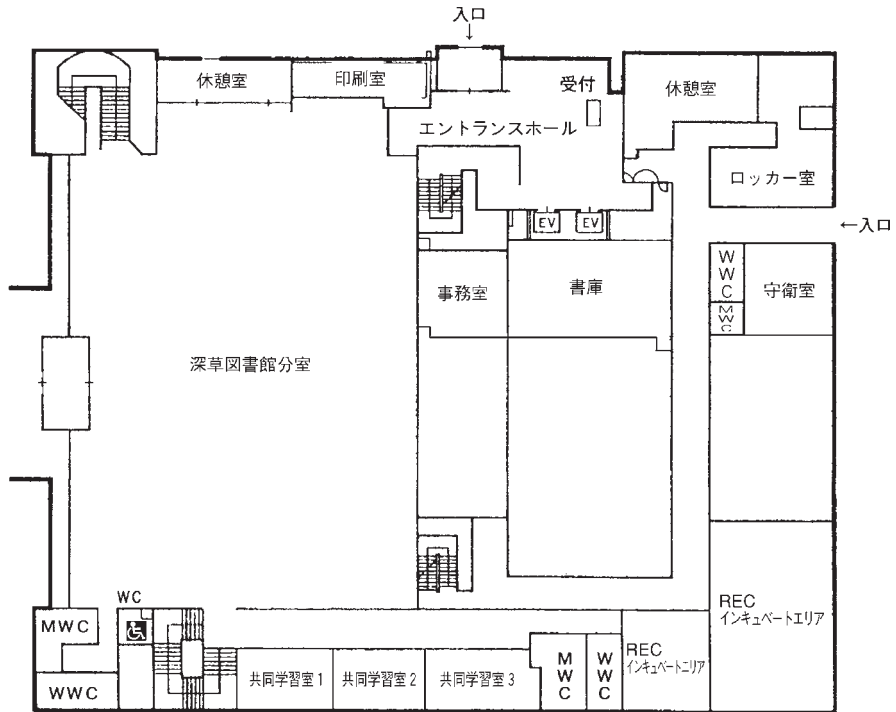 入口
↓
休憩室
印刷室
受付
エントランスホール
休憩室
ロッカー室
←入口
EV
EV
事務室
書庫
WWC
MWC
守衛室
深草図書館分室
WC
MWC
WWC
共同学習室1
共同学習室2
共同学習室3
MWC
WWC
REC
インキュベートニリア
REC
インキュベートエリア